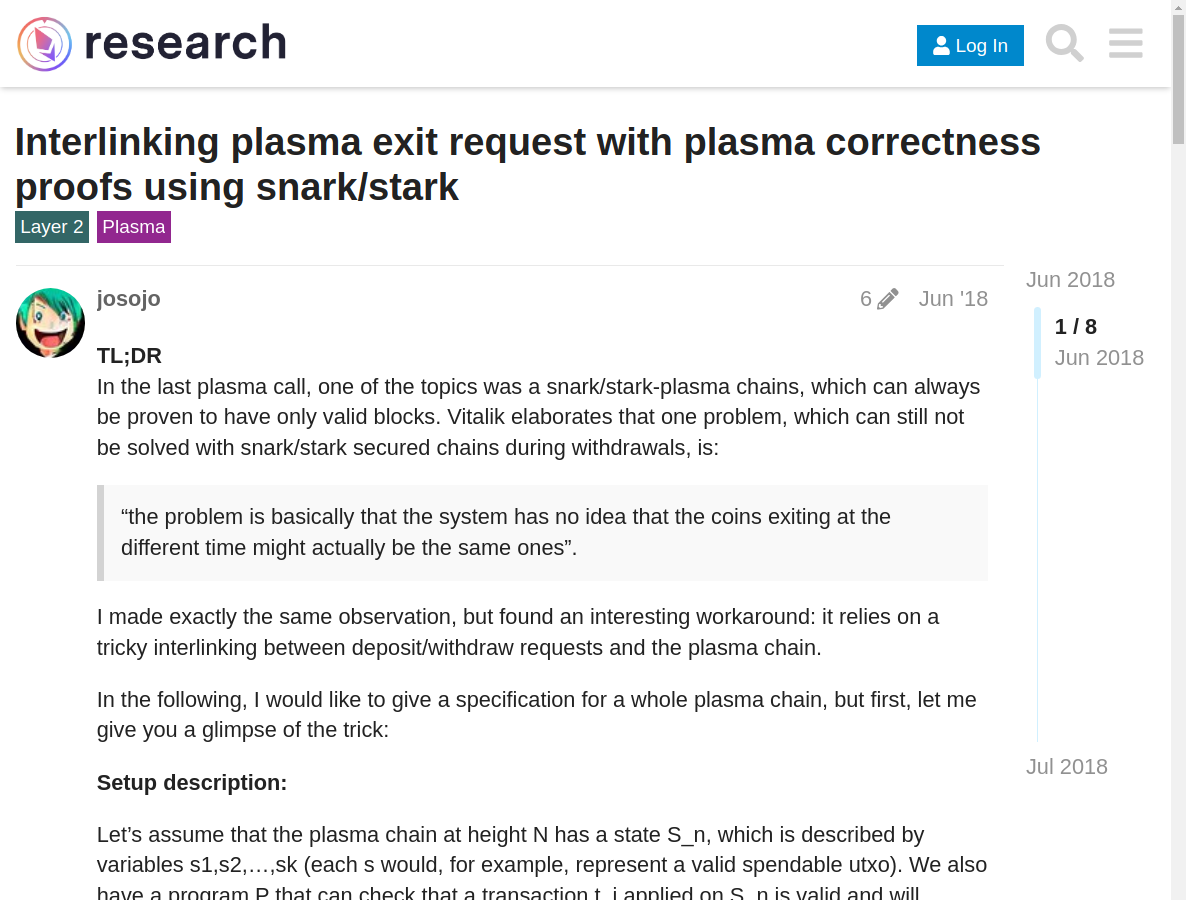 research
Log In
Interlinking plasma exit request with plasma correctness
proofs using snark/stark
Layer 2 Plasma
josojo
6 Jun '18
TL;DR
In the last plasma call, one of the topics was a snark/stark-plasma chains, which can always
be proven to have only valid blocks. Vitalik elaborates that one problem, which can still not
be solved with snark/stark secured chains during withdrawals, is:
“the problem is basically that the system has no idea that the coins exiting at the
different time might actually be the same ones”.
I made exactly the same observation, but found an interesting workaround: it relies on a
tricky interlinking between deposit/withdraw requests and the plasma chain.
In the following, I would like to give a specification for a whole plasma chain, but first, let me
give you a glimpse of the trick:
Setup description:
Let’s assume that the plasma chain at height N has a state S_n, which is described by
variables s1,s2,…,sk (each s would, for example, represent a valid spendable utxo). We also
have a program P that can check that a transaction t_i applied on S_n is valid and will
Jun 2018
1 / 8
Jun 2018
Jul 2018